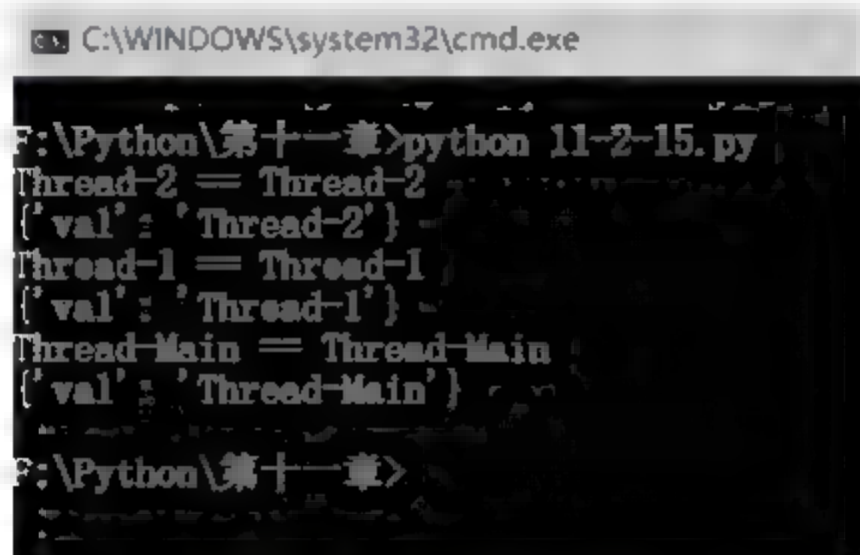 C:\WINDOWS\system32\cmd.exe
F:\Python\第十一章>python 11-2-15.py
Thread-2 == Thread-2
{'val': 'Thread-2'}
Thread-1 == Thread-1
{'val': 'Thread-1'}
Thread-Main == Thread-Main
{'val': 'Thread-Main'}
F:\Python\第十一章>